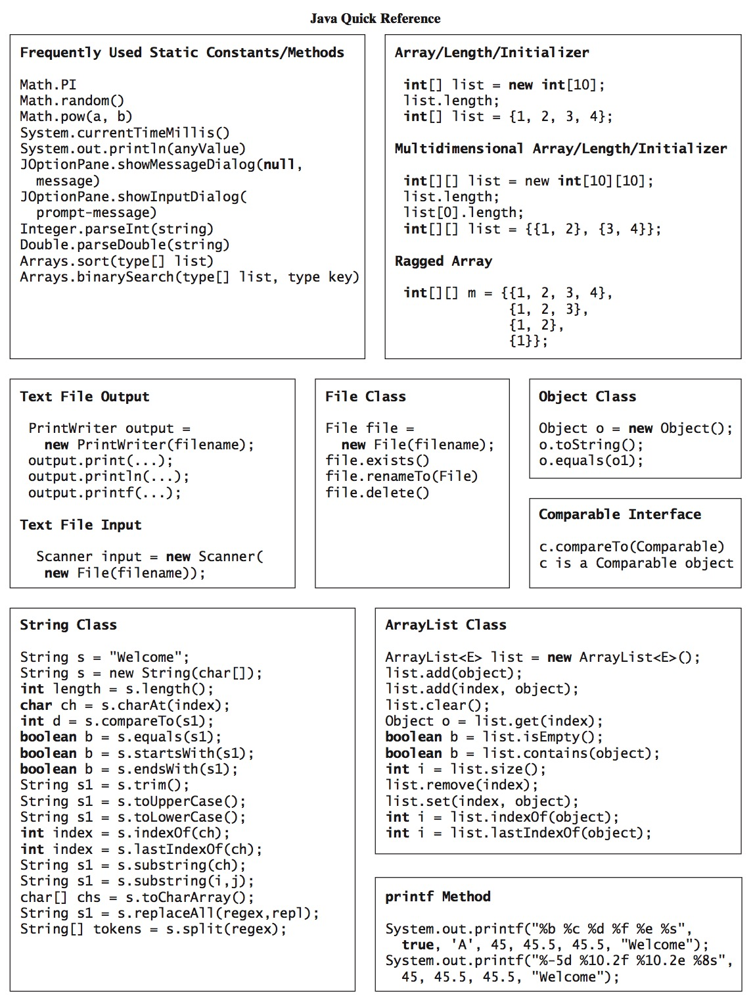 Java Quick Reference
Frequently Used Static Constants/Methods
Math.PI
Math.random()
Math.pow(a, b)
System.currentTimeMillis()
System.out.println(anyValue)
JOptionPane.showMessageDialog(null,
message)
JOptionPane.showInputDialog(
prompt-message)
Integer.parseInt(string)
Double.parseDouble(string)
Arrays.sort(type[] list)
Arrays.binarySearch(type[] list, type key)
Array/Length/Initializer
int[] list = new int[10];
list.length;
int[] list = {1, 2, 3, 4};
Multidimensional Array/Length/Initializer
int[][] list = new int[10][10];
list.length;
list[0].length;
int[][] list = {{1, 2}, {3, 4}};
Ragged Array
int[][] m = {{1, 2, 3, 4},
{1, 2, 3},
{1, 2},
{1}};
Text File Output
PrintWriter output =
new PrintWriter(filename);
output.print(...);
output.println(...);
output.printf(...);
Text File Input
Scanner input = new Scanner(
new File(filename));
File Class
File file =
new File(filename);
file.exists()
file.renameTo(File)
file.delete()
Object Class
Object o = new Object();
o.toString();
o.equals(o1);
Comparable Interface
c.compareTo(Comparable)
c is a Comparable object
String Class
String s = "Welcome";
String s = new String(char[]);
int length = s.length();
char ch = s.charAt(index);
int d = s.compareTo(s1);
boolean b = s.equals(s1);
boolean b = s.startsWith(s1);
boolean b = s.endsWith(s1);
String s1 = s.trim();
String s1 = s.toUpperCase();
String s1 = s.toLowerCase();
int index = s.indexOf(ch);
int index = s.lastIndexOf(ch);
String s1 = s.substring(ch);
String s1 = s.substring(i,j);
char[] chs = s.toCharArray();
String s1 = s.replaceAll(regex,repl);
String[] tokens = s.split(regex);
ArrayList Class
ArrayList<E> list = new ArrayList<E>();
list.add(object);
list.add(index, object);
list.clear();
Object o = list.get(index);
boolean b = list.isEmpty();
boolean b = list.contains(object);
int i = list.size();
list.remove(index);
list.set(index, object);
int i = list.indexOf(object);
int i = list.lastIndexOf(object);
printf Method
System.out.printf("%b %c %d %f %e %s",
true, 'A', 45, 45.5, 45.5, "Welcome");
System.out.printf("%-5d %10.2f %10.2e %8s",
45, 45.5, 45.5, "Welcome");